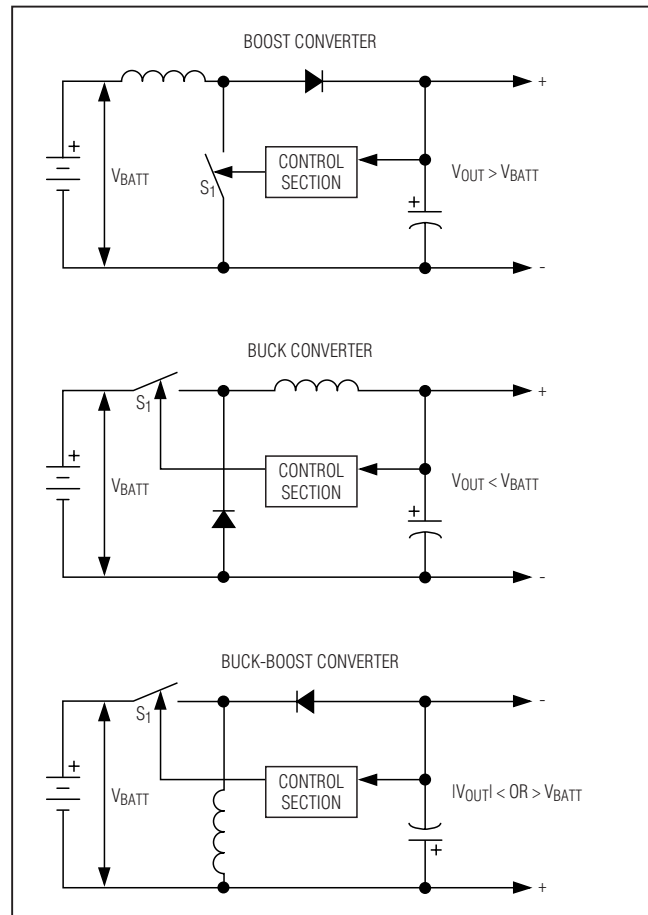 BOOST CONVERTER
+
+
VBATT
S1
CONTROL
SECTION
VOUT > VBATT
+
-
BUCK CONVERTER
+
S1
+
VBATT
CONTROL
SECTION
VOUT < VBATT
+
-
BUCK-BOOST CONVERTER
-
S1
+
VBATT
CONTROL
SECTION
|VOUT| < OR > VBATT
+
+